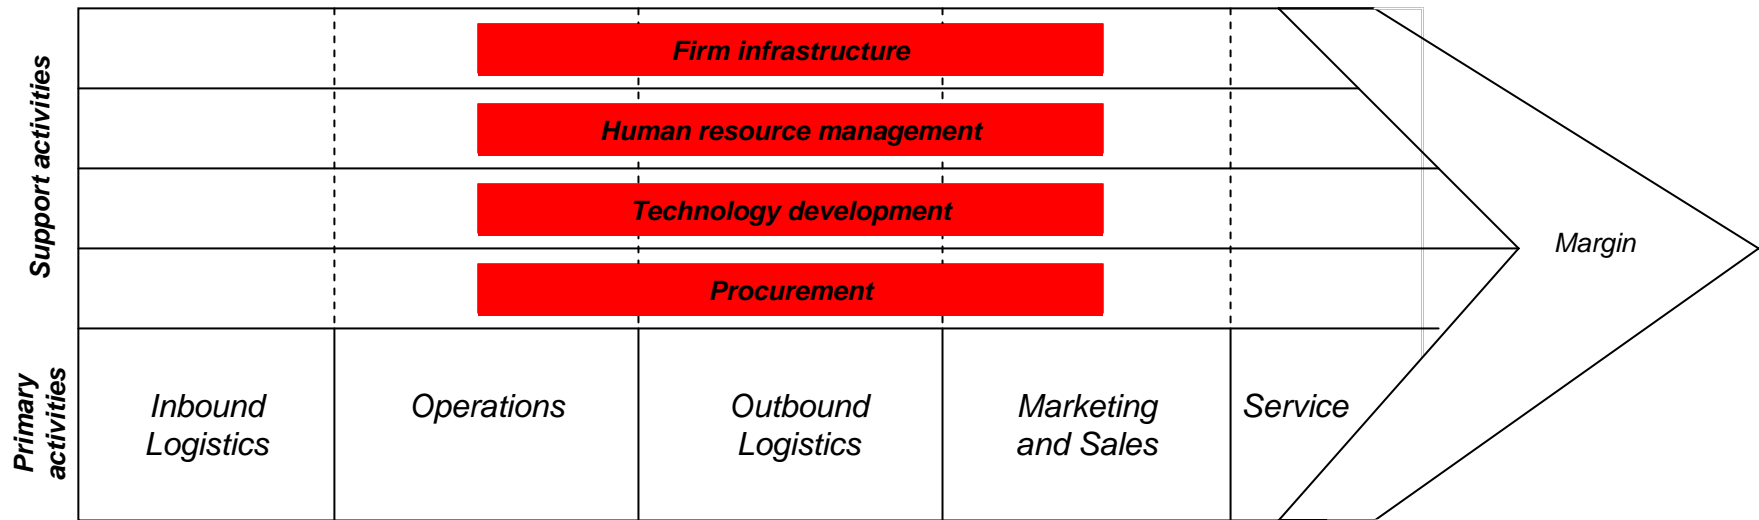 Support activities
Firm infrastructure
Human resource management
Technology development
Procurement
Margin
Primary
activities
Inbound
Logistics
Operations
Outbound
Logistics
Marketing
and Sales
Service